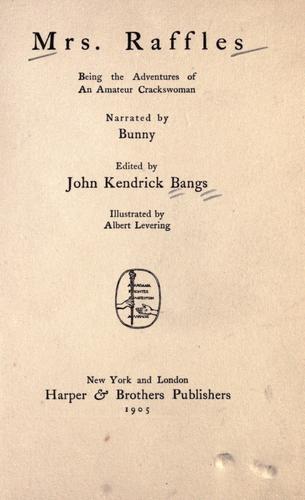 Mrs. Raffles
Being the Adventures of
An Amateur Crackswoman
Narrated by
Bunny
Edited by
John Kendrick Bangs
Illustrated by
Albert Levering
New York and London
Harper & Brothers Publishers
1905